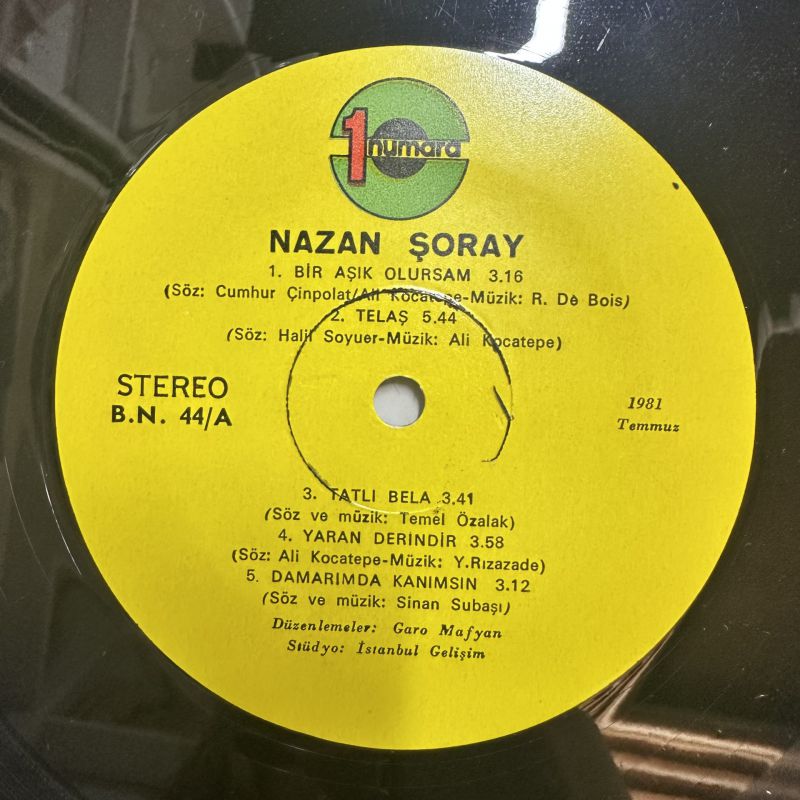 1 numara
NAZAN ŞORAY
1. BİR AŞIK OLURSAM 3.16
(Söz: Cumhur Çinpolat/Ali Kocatepe-Müzik: R. De Bois)
2. TELAŞ 5.44
(Söz: Halil Soyuer-Müzik: Ali Kocatepe)
STEREO
B.N. 44/A
1981
Temmuz
3. TATLI BELA 3.41
(Söz ve müzik: Temel Özalak)
4. YARAN DERİNDİR 3.58
(Söz: Ali Kocatepe-Müzik: Y.Rızazade)
5. DAMARIMDA KANIMSIN 3.12
(Söz ve müzik: Sinan Subaşı)
Düzenlemeler: Garo Mafyan
Stüdyo: İstanbul Gelişim